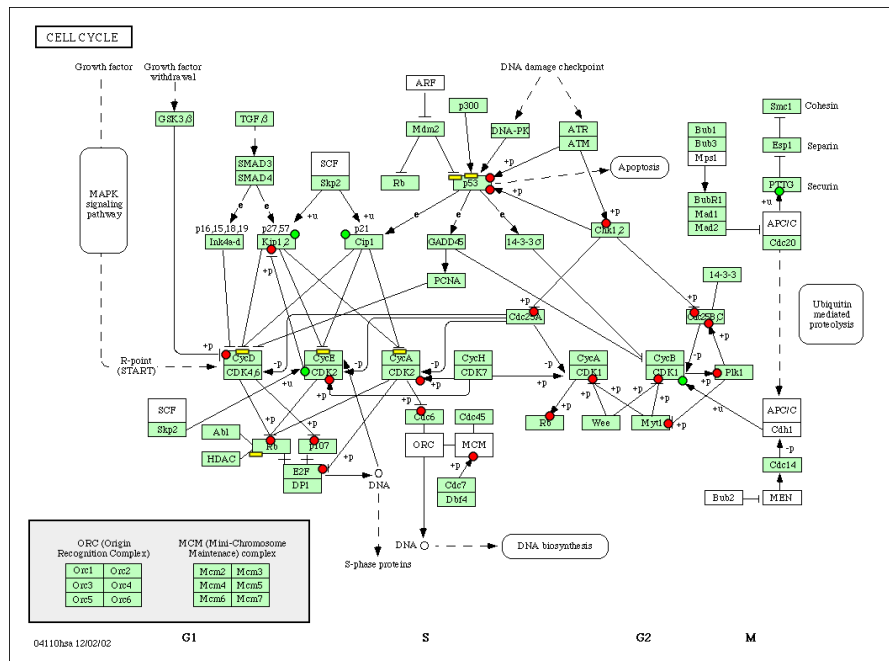 CELL CYCLE
Growth factor
Growth factor
withdrawal
DNA damage checkpoint
ARF
p300
Smc1
Cohesin
GSK3β
TGFβ
Mdm2
DNA-PK
ATR
ATM
Bub1
Bub3
Mps1
Esp1
Separin
MAPK
signaling
pathway
SMAD3
SMAD4
SCF
Skp2
Rb
p53
+p
Apoptosis
PTTG
Securin
+u
BubR1
Mad1
Mad2
APC/C
Cdc20
e
e
+u
+u
e
e
e
+p
p16,15,18,19
Ink4a-d
p27,57
Kip1,2
p21
Cip1
GADD45
14-3-3σ
Chk1,2
+p
PCNA
14-3-3
Ubiquitin
mediated
proteolysis
+p
Cdc25A
+p
Cdc25B,C
+p
R-point
(START)
CycD
CDK4,6
-p
CycE
CDK2
-p
CycA
CDK2
-p
CycH
CDK7
-p
+p
CycA
CDK1
CycB
CDK1
-p
+p
+p
Plk1
+u
+p
SCF
Skp2
+p
+p
+p
+p
Cdc6
Cdc45
+p
Rb
Wee
+p
+p
Myt1
+p
+u
APC/C
Cdh1
Abl
HDAC
Rb
p107
+p
ORC
MCM
E2F
DP1
DNA
+p
Cdc7
Dbf4
-p
Cdc14
Bub2
MEN
DNA
DNA biosynthesis
S-phase proteins
ORC (Origin
Recognition Complex)
MCM (Mini-Chromosome
Maintenace) complex
Orc1 Orc2
Orc3 Orc4
Orc5 Orc6
Mcm2 Mcm3
Mcm4 Mcm5
Mcm6 Mcm7
G1
S
G2
M
04110hsa 12/02/02